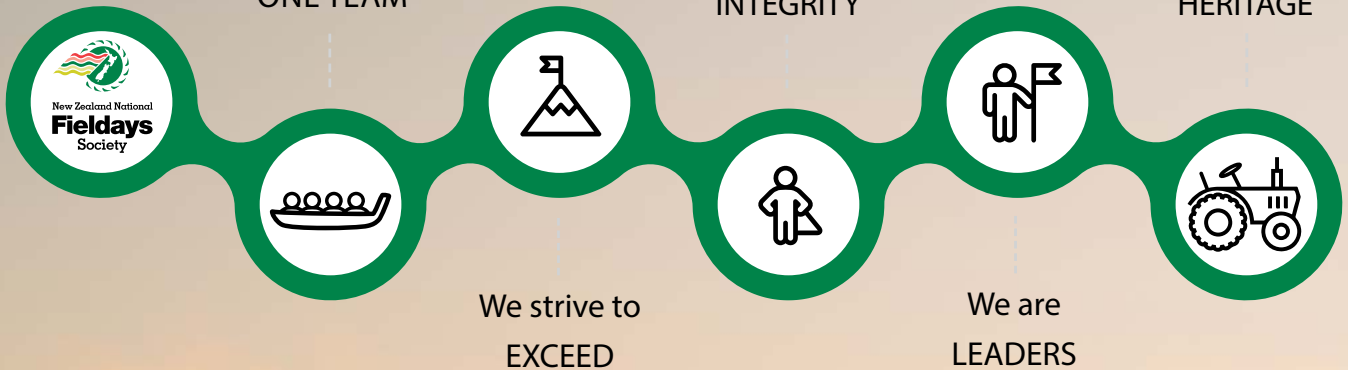 ONE TEAM
INTEGRITY
HERITAGE
New Zealand National
Fieldays
Society
We strive to
EXCEED
We are
LEADERS